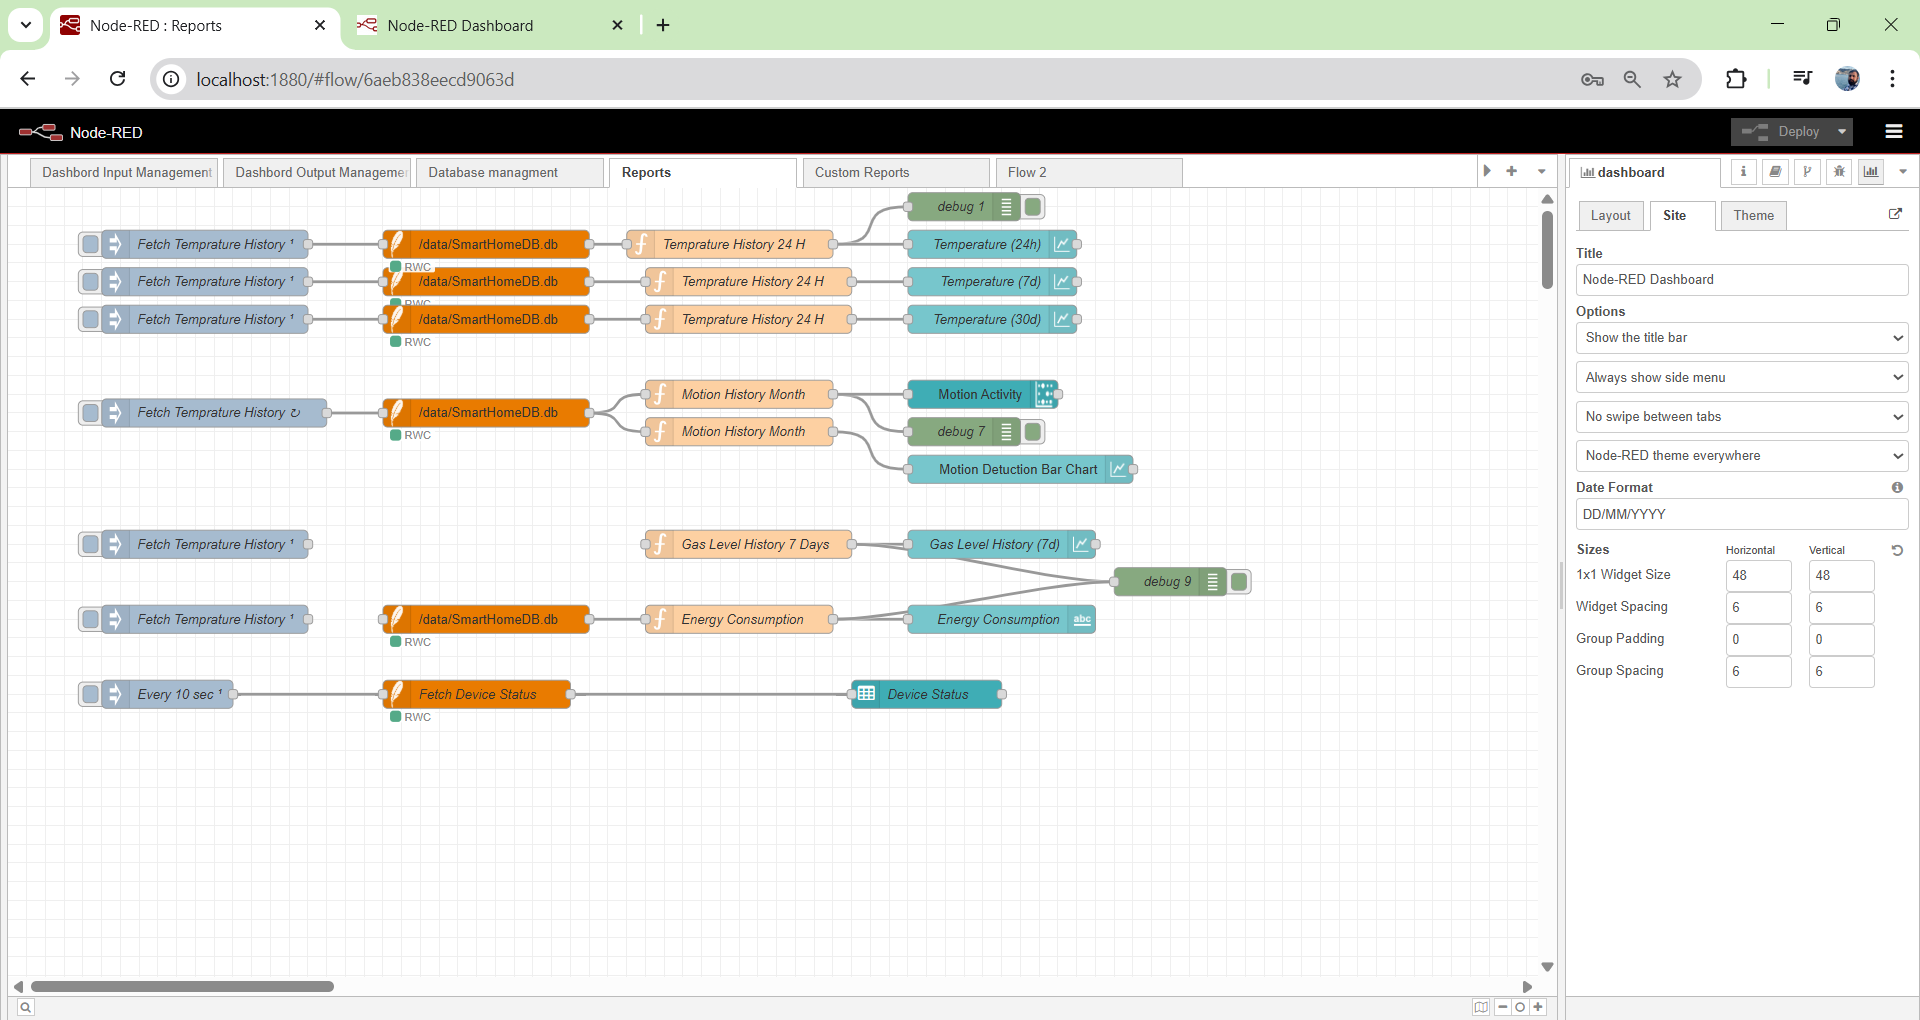 Node-RED : Reports
Node-RED Dashboard
localhost:1880/#flow/6aeb838eecd9063d
Node-RED
Deploy
Dashbord Input Management
Dashbord Output Manageme
Database managment
Reports
Custom Reports
Flow 2
debug 1
Fetch Temprature History ¹
/data/SmartHomeDB.db
Temprature History 24 H
Temperature (24h)
RWC
Fetch Temprature History ¹
/data/SmartHomeDB.db
Temprature History 24 H
Temperature (7d)
RWC
Fetch Temprature History ¹
/data/SmartHomeDB.db
Temprature History 24 H
Temperature (30d)
RWC
Motion History Month
Motion Activity
Fetch Temprature History ↻
/data/SmartHomeDB.db
RWC
Motion History Month
debug 7
Motion Detuction Bar Chart
Fetch Temprature History ¹
Gas Level History 7 Days
Gas Level History (7d)
debug 9
Fetch Temprature History ¹
/data/SmartHomeDB.db
Energy Consumption
Energy Consumption
abc
RWC
Every 10 sec ¹
Fetch Device Status
Device Status
RWC
dashboard
Layout
Site
Theme
Title
Node-RED Dashboard
Options
Show the title bar
Always show side menu
No swipe between tabs
Node-RED theme everywhere
Date Format
DD/MM/YYYY
Sizes Horizontal Vertical
1x1 Widget Size 48 48
Widget Spacing 6 6
Group Padding 0 0
Group Spacing 6 6